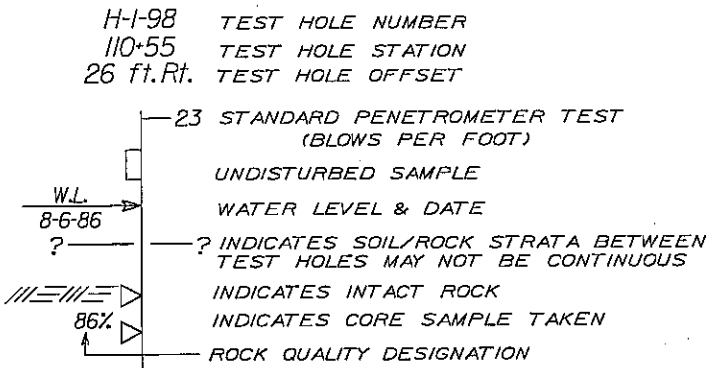 H-1-98 TEST HOLE NUMBER
110+55 TEST HOLE STATION
26 ft.Rt. TEST HOLE OFFSET
23 STANDARD PENETROMETER TEST
(BLOWS PER FOOT)
UNDISTURBED SAMPLE
W.L.
8-6-86
WATER LEVEL & DATE
? ? INDICATES SOIL/ROCK STRATA BETWEEN
TEST HOLES MAY NOT BE CONTINUOUS
INDICATES INTACT ROCK
86% INDICATES CORE SAMPLE TAKEN
ROCK QUALITY DESIGNATION